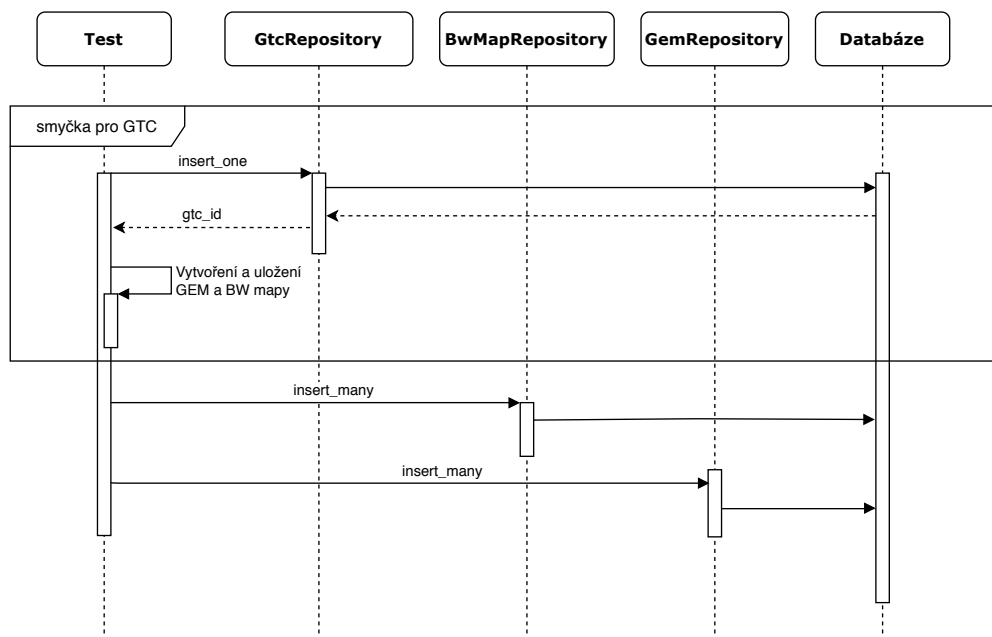 Test
GtcRepository
BwMapRepository
GemRepository
Databáze
smyčka pro GTC
insert_one
gtc_id
Vytvoření a uložení
GEM a BW mapy
insert_many
insert_many